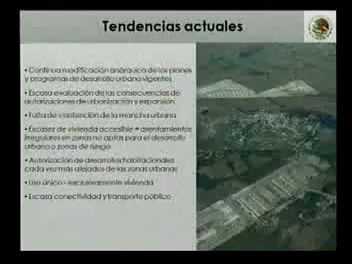 Tendencias actuales
• Continua modificación anárquica de los planes
y programas de desarrollo urbano vigentes
• Escasa evaluación de las consecuencias de
autorizaciones de urbanización y expansión
• Falta de contención de la mancha urbana
• Escasez de vivienda accesible = asentamientos
irregulares en zonas no aptas para el desarrollo
urbano o zonas de riesgo
• Autorización de desarrollos habitacionales
cada vez más alejados de las zonas urbanas
• Uso único - exclusivamente vivienda
• Escasa conectividad y transporte público